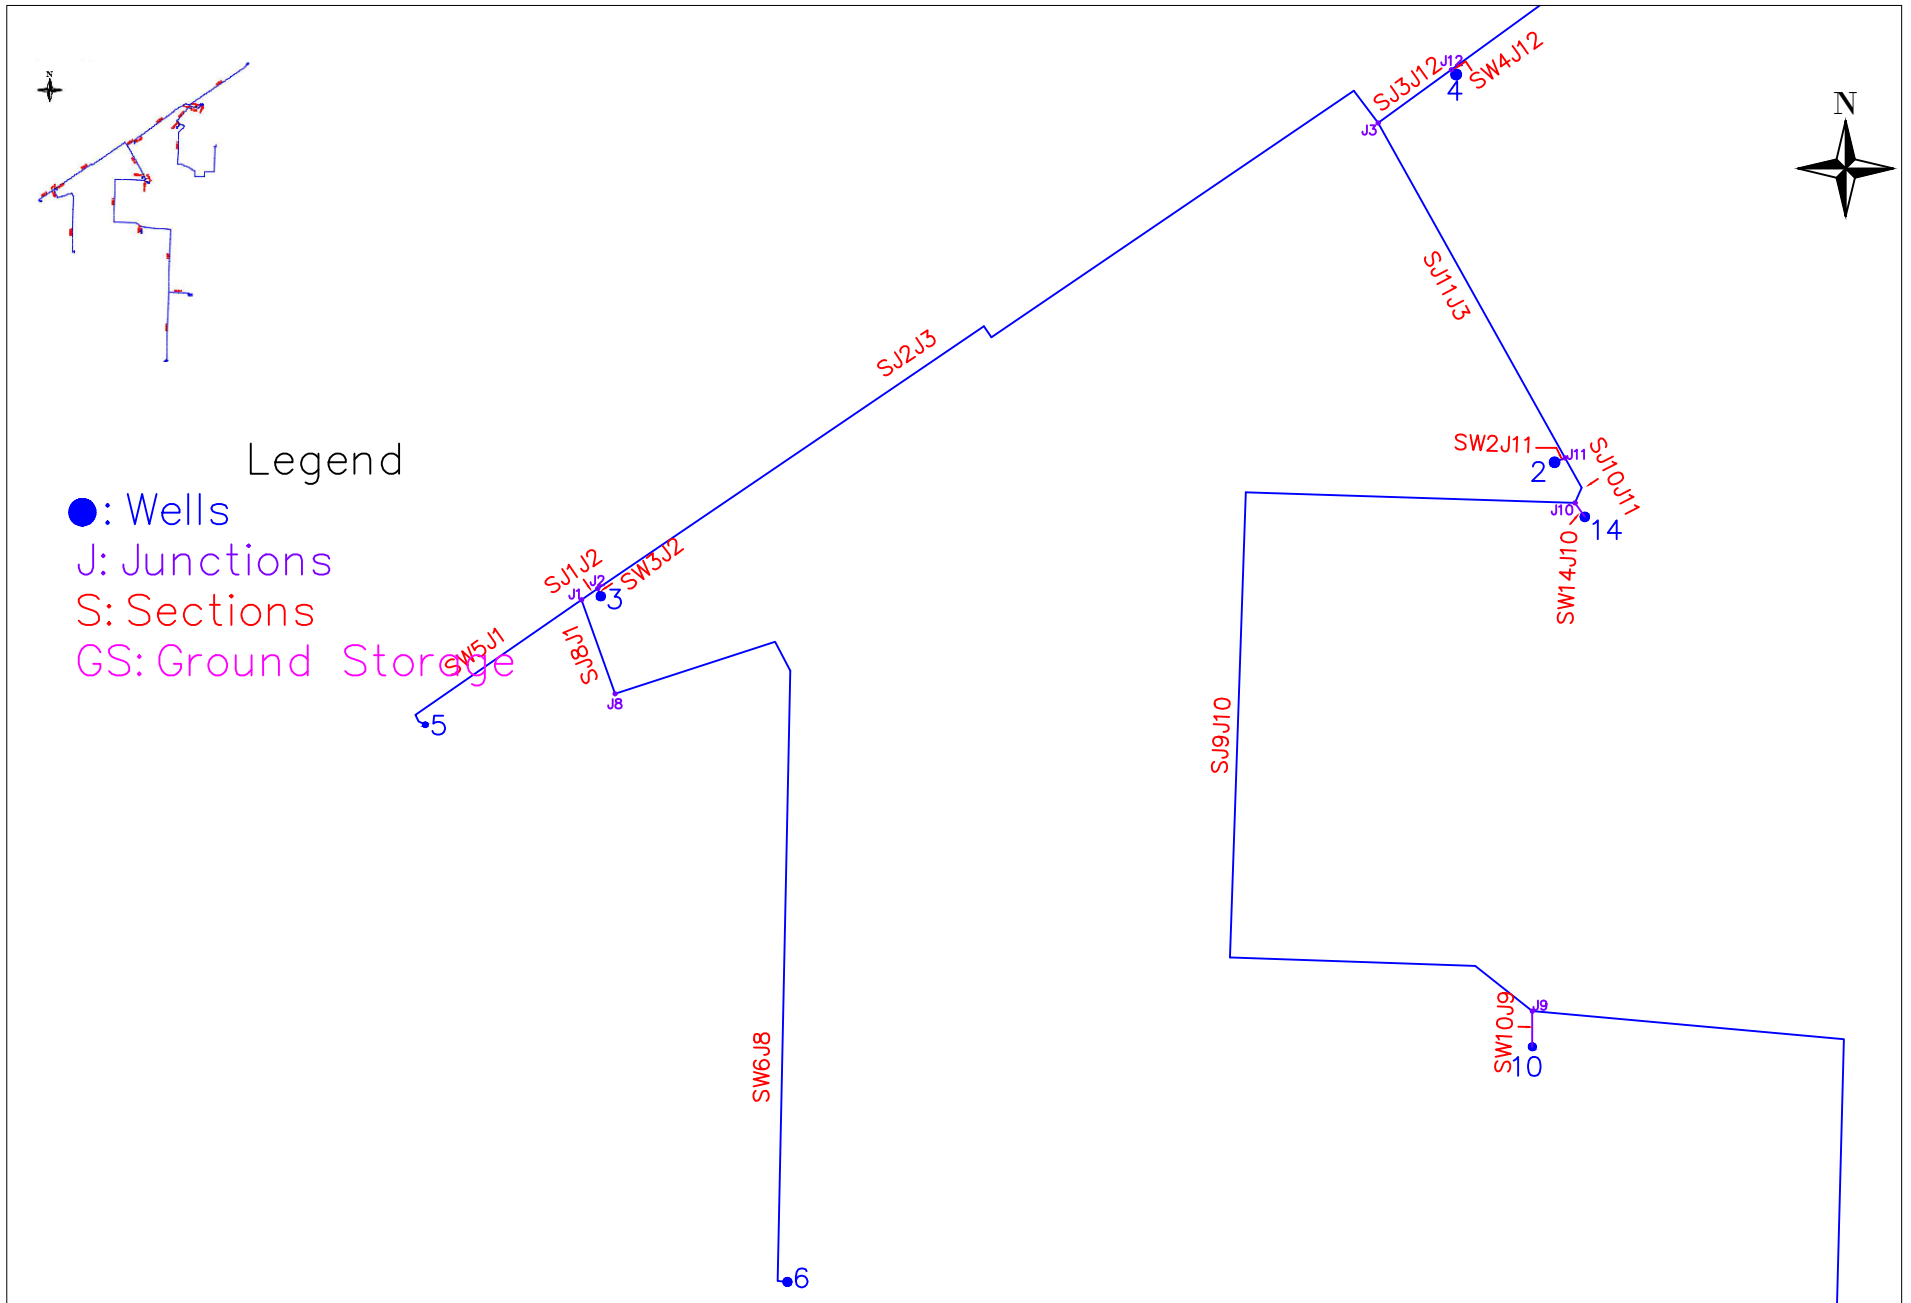 N
N
SJ3J12
J12
SW4J12
4
J3
SJ11J3
SJ2J3
Legend
: Wells
J: Junctions
S: Sections
GS: Ground Storage
SW2J11
J11
2
SJ10J11
J10
14
SW14J10
SJ1J2
J2
SW3J2
J1
3
SW5J1
SJ8J1
J8
5
SJ9J10
SW6J8
6
J9
SW10J9
10